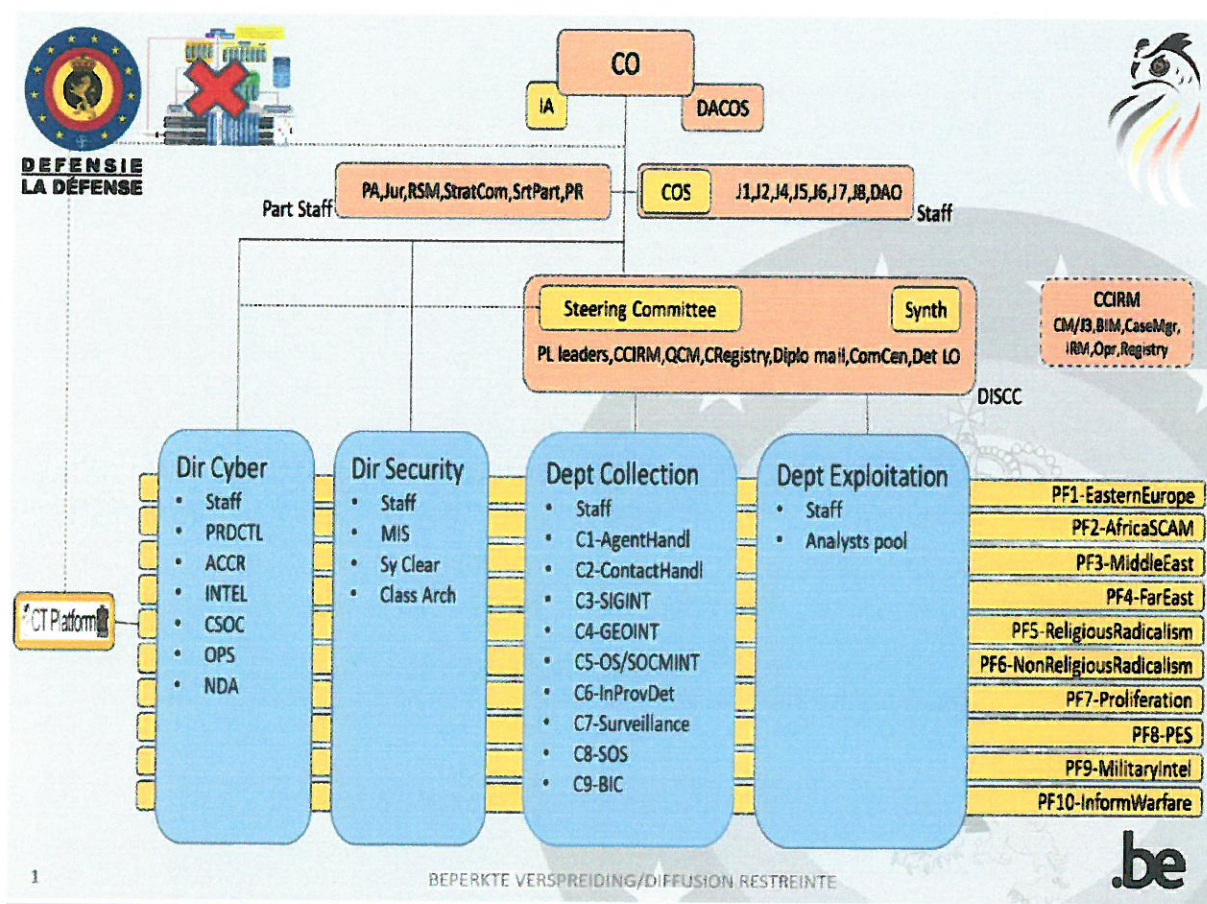 CO
IA
DACOS
DEFENSIE
LA DÉFENSE
PA,Jur,RSM,StratCom,SrtPart,PR
Part Staff
COS
J1,J2,J4,J5,J6,J7,J8,DAO
Staff
Steering Committee
Synth
PL leaders,CCIRM,QCM,CRegistry,Diplo mail,ComCen,Det LO
DISCC
CCIRM
CM/J3,BIM,CaseMgr,
IRM,Opr,Registry
Dir Cyber
• Staff
• PRDCTL
• ACCR
• INTEL
• CSOC
• OPS
• NDA
Dir Security
• Staff
• MIS
• Sy Clear
• Class Arch
Dept Collection
• Staff
• C1-AgentHandl
• C2-ContactHandl
• C3-SIGINT
• C4-GEOINT
• C5-OS/SOCMINT
• C6-InProvDet
• C7-Surveillance
• C8-SOS
• C9-BIC
Dept Exploitation
• Staff
• Analysts pool
PF1-EasternEurope
PF2-AfricaSCAM
PF3-MiddleEast
PF4-FarEast
PF5-ReligiousRadicalism
PF6-NonReligiousRadicalism
PF7-Proliferation
PF8-PES
PF9-MilitaryIntel
PF10-InformWarfare
CT Platform
1
BEPERKTE VERSPREIDING/DIFFUSION RESTREINTE
.be